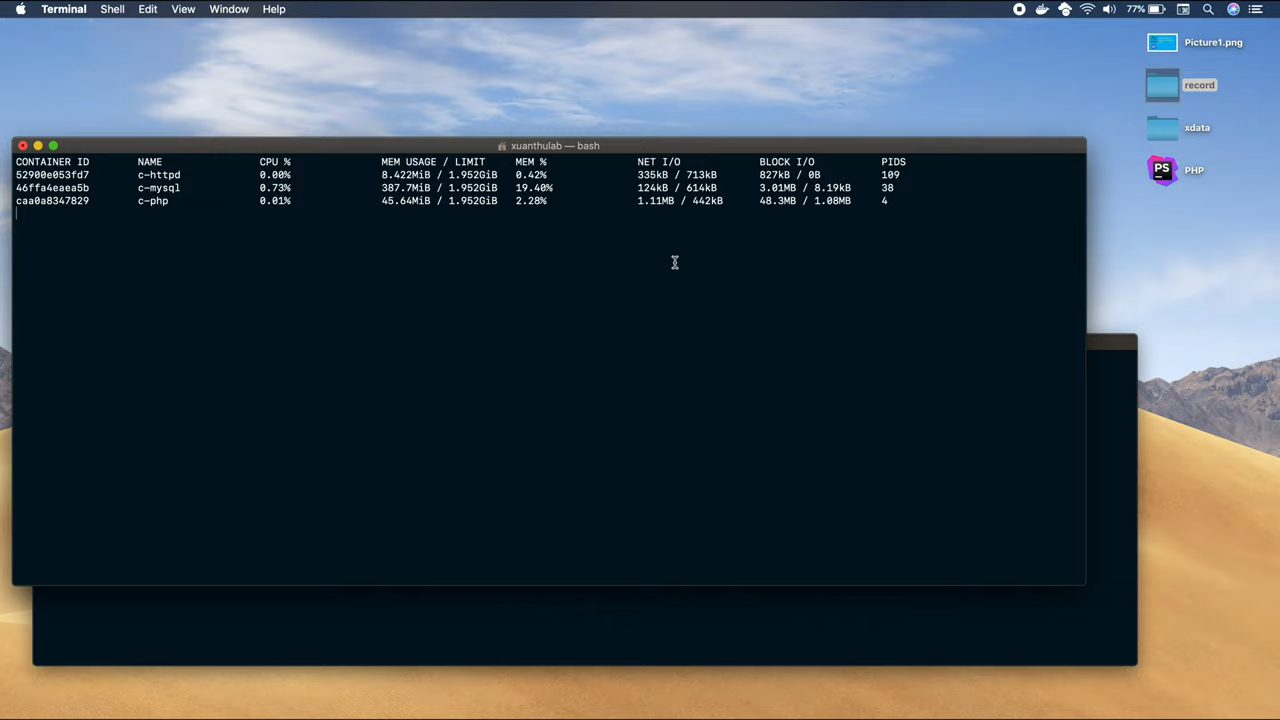 Terminal Shell Edit View Window Help 77%
Picture1.png
record
xdata
PS PHP
xuanthulab — bash
CONTAINER ID NAME CPU % MEM USAGE / LIMIT MEM % NET I/O BLOCK I/O PIDS
52900e053fd7 c-httpd 0.00% 8.422MiB / 1.952GiB 0.42% 335kB / 713kB 827kB / 0B 109
46ffa4eaea5b c-mysql 0.73% 387.7MiB / 1.952GiB 19.40% 124kB / 614kB 3.01MB / 8.19kB 38
caa0a8347829 c-php 0.01% 45.64MiB / 1.952GiB 2.28% 1.11MB / 442kB 48.3MB / 1.08MB 4